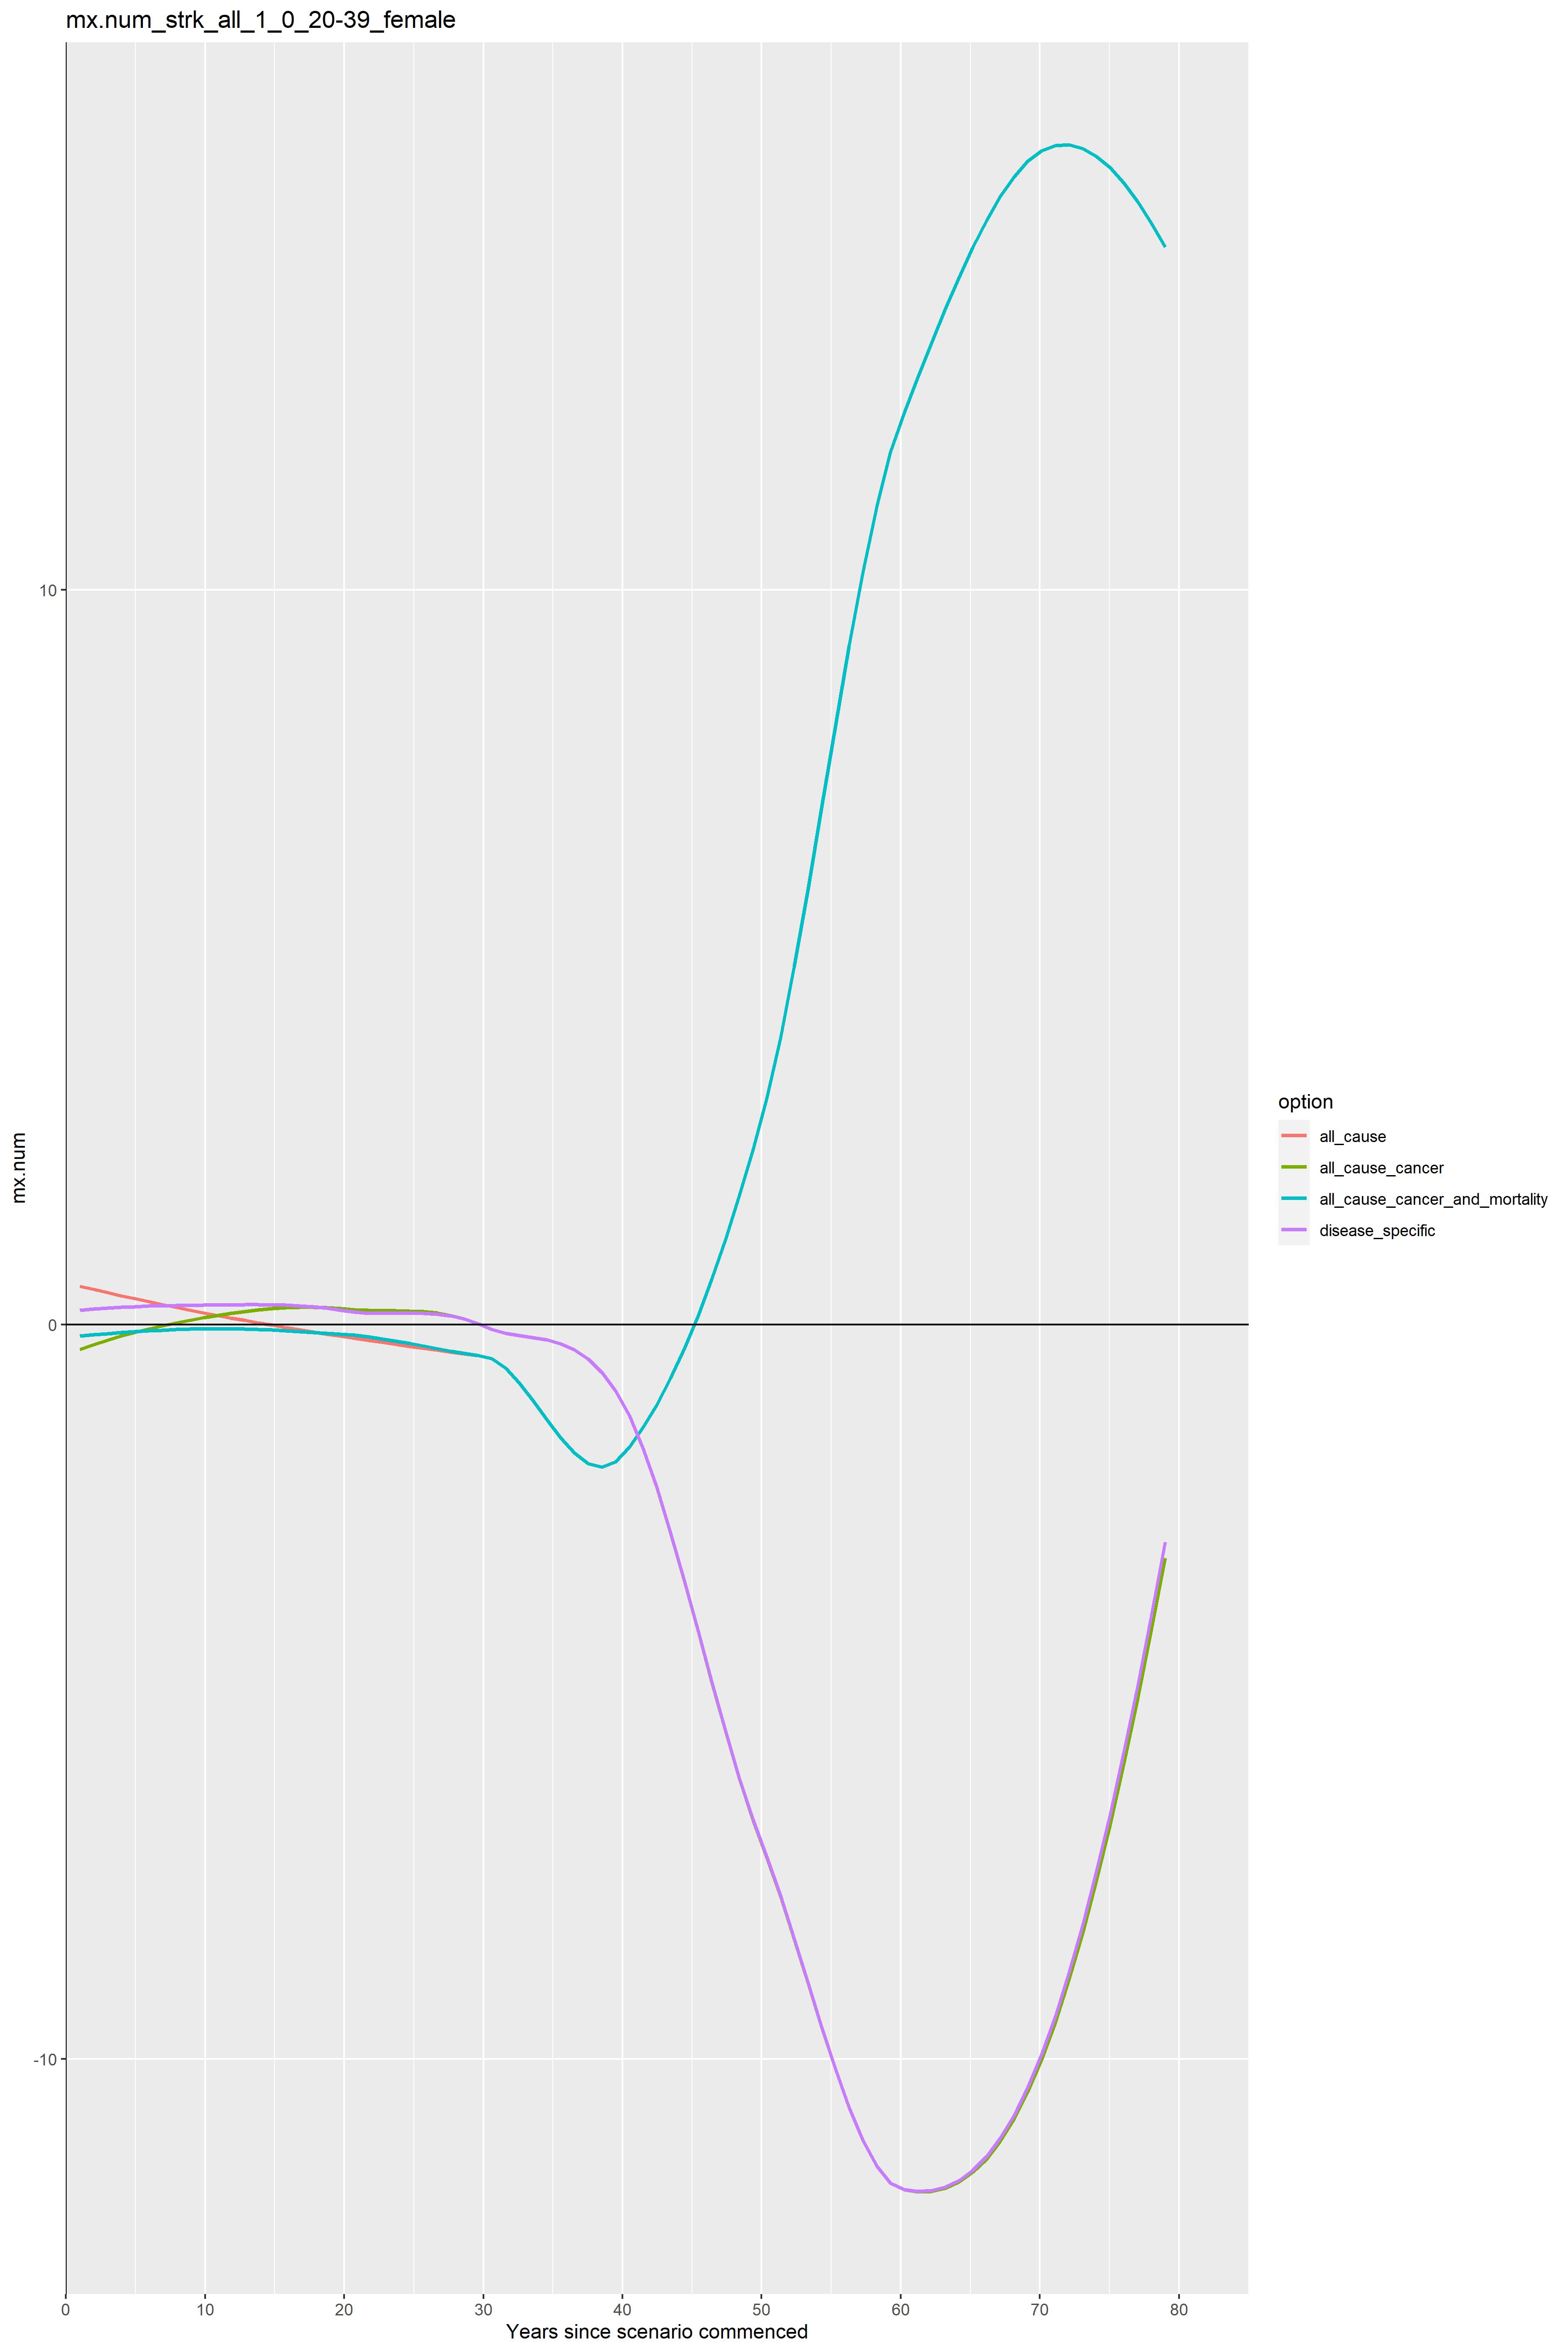 mx.num_strk_all_1_0_20-39_female
10
0
-10
mx.num
0 10 20 30 40 50 60 70 80
Years since scenario commenced
option
all_cause
all_cause_cancer
all_cause_cancer_and_mortality
disease_specific